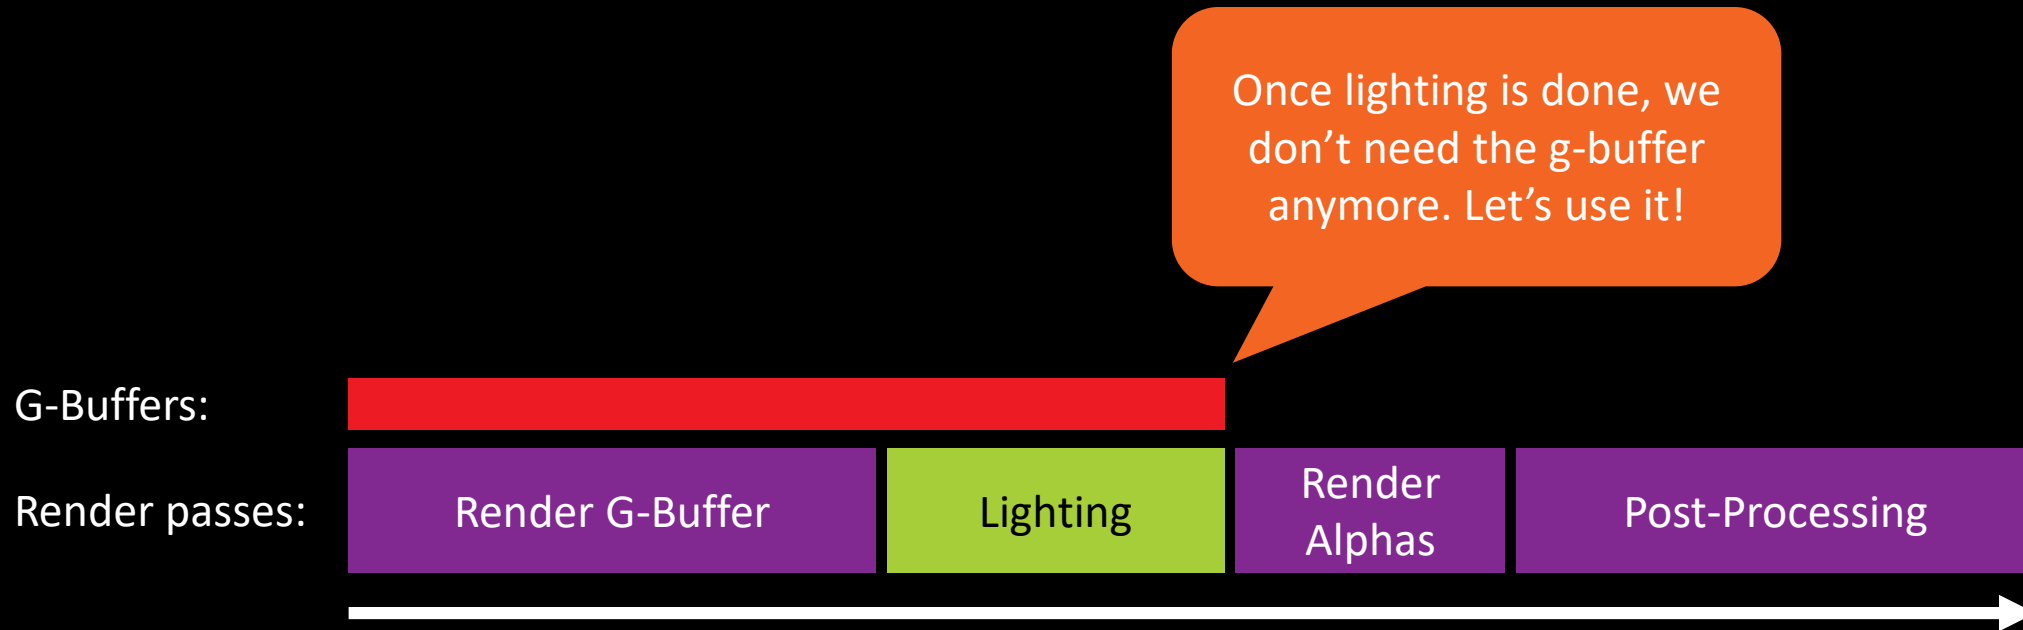 Once lighting is done, we
don’t need the g-buffer
anymore. Let’s use it!
G-Buffers:
Render passes:
Render G-Buffer
Lighting
Render
Alphas
Post-Processing